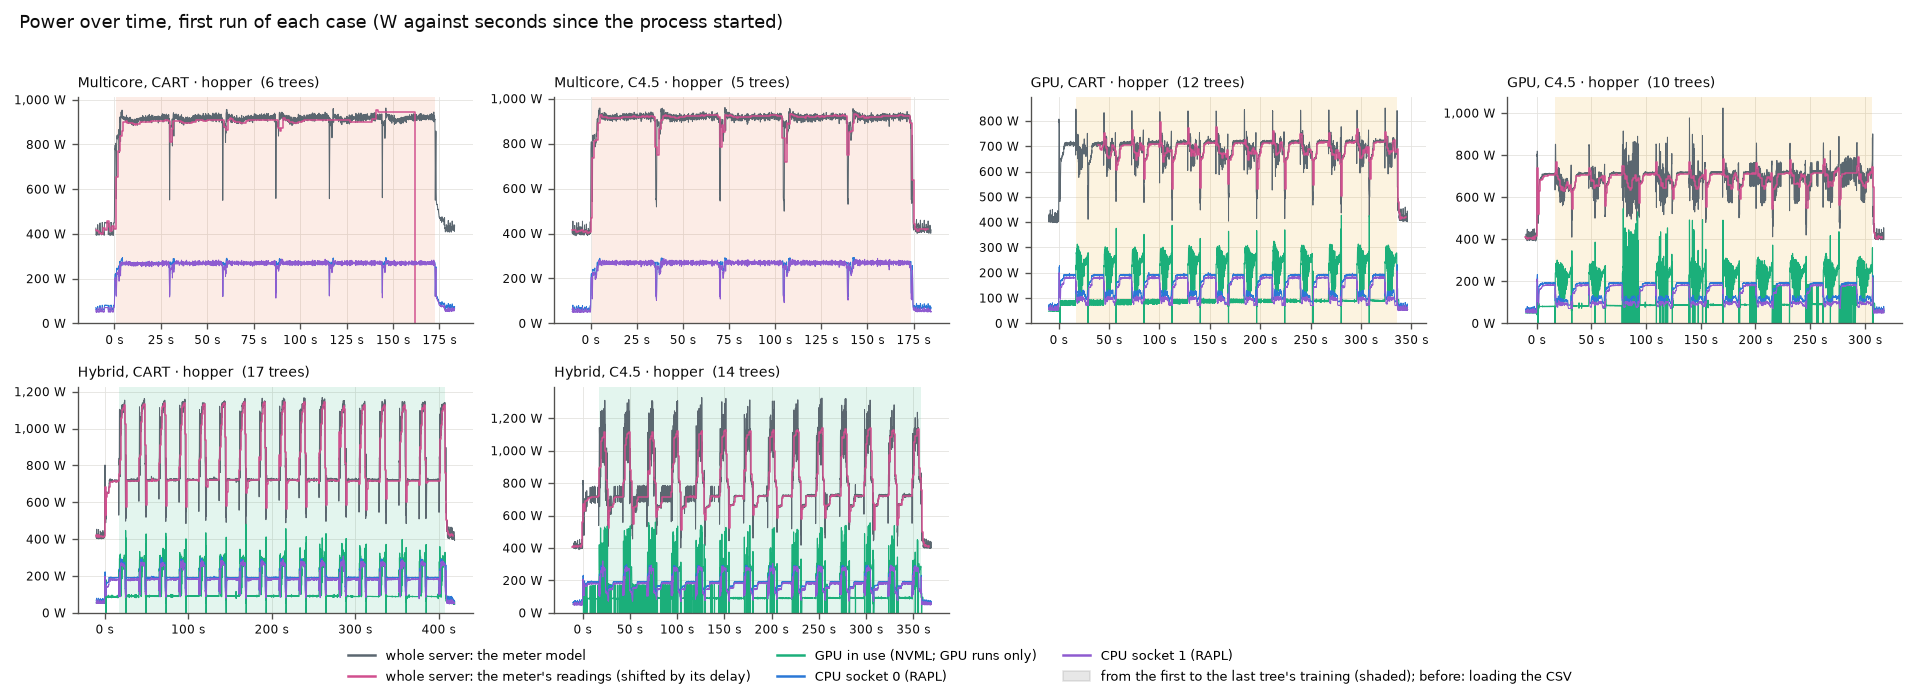 Power over time, first run of each case (W against seconds since the process started)
Multicore, CART · hopper (6 trees)
1,000 W
800 W
600 W
400 W
200 W
0 W
0 s 25 s 50 s 75 s 100 s 125 s 150 s 175 s
Multicore, C4.5 · hopper (5 trees)
1,000 W
800 W
600 W
400 W
200 W
0 W
0 s 25 s 50 s 75 s 100 s 125 s 150 s 175 s
GPU, CART · hopper (12 trees)
800 W
700 W
600 W
500 W
400 W
300 W
200 W
100 W
0 W
0 s 50 s 100 s 150 s 200 s 250 s 300 s 350 s
GPU, C4.5 · hopper (10 trees)
1,000 W
800 W
600 W
400 W
200 W
0 W
0 s 50 s 100 s 150 s 200 s 250 s 300 s
Hybrid, CART · hopper (17 trees)
1,200 W
1,000 W
800 W
600 W
400 W
200 W
0 W
0 s 100 s 200 s 300 s 400 s
Hybrid, C4.5 · hopper (14 trees)
1,200 W
1,000 W
800 W
600 W
400 W
200 W
0 W
0 s 50 s 100 s 150 s 200 s 250 s 300 s 350 s
whole server: the meter model
whole server: the meter's readings (shifted by its delay)
GPU in use (NVML; GPU runs only)
CPU socket 0 (RAPL)
CPU socket 1 (RAPL)
from the first to the last tree's training (shaded); before: loading the CSV